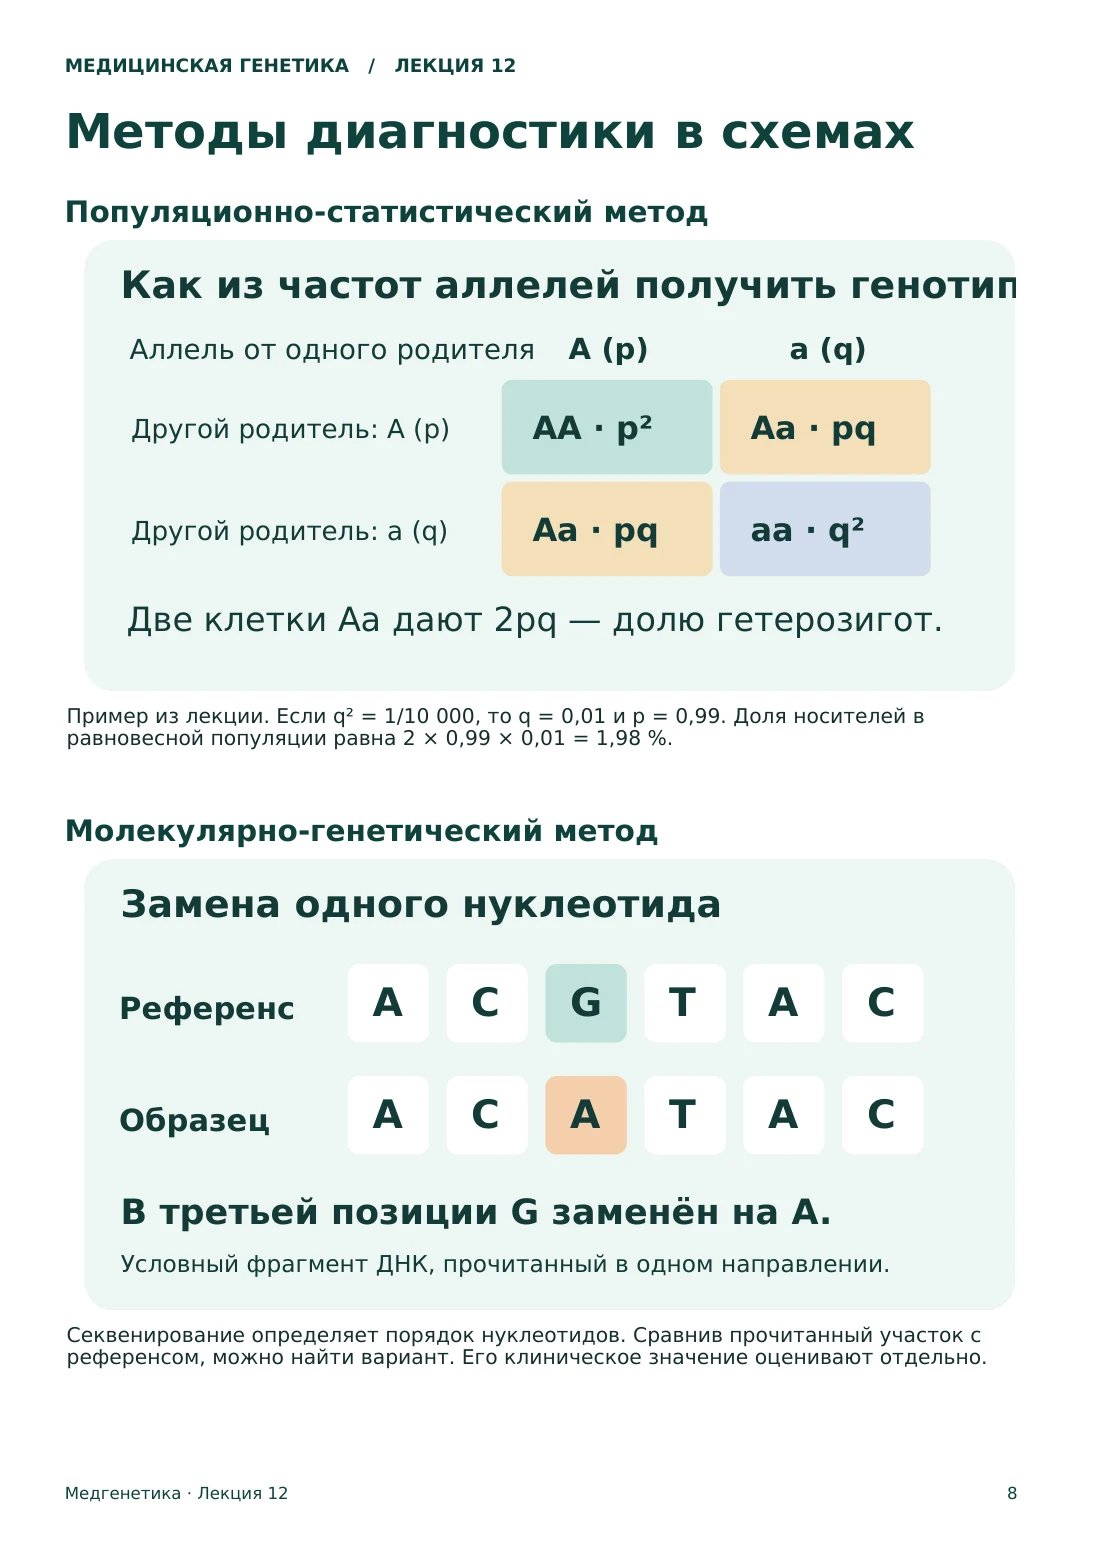 МЕДИЦИНСКАЯ ГЕНЕТИКА / ЛЕКЦИЯ 12
Методы диагностики в схемах
Популяционно-статистический метод
Как из частот аллелей получить генотип
Аллель от одного родителя A (p) a (q)
Другой родитель: A (p) AA · p² Aa · pq
Другой родитель: a (q) Aa · pq aa · q²
Две клетки Aa дают 2pq — долю гетерозигот.
Пример из лекции. Если q² = 1/10 000, то q = 0,01 и p = 0,99. Доля носителей в
равновесной популяции равна 2 × 0,99 × 0,01 = 1,98 %.
Молекулярно-генетический метод
Замена одного нуклеотида
Референс A C G T A C
Образец A C A T A C
В третьей позиции G заменён на A.
Условный фрагмент ДНК, прочитанный в одном направлении.
Секвенирование определяет порядок нуклеотидов. Сравнив прочитанный участок с
референсом, можно найти вариант. Его клиническое значение оценивают отдельно.
Медгенетика · Лекция 12 8